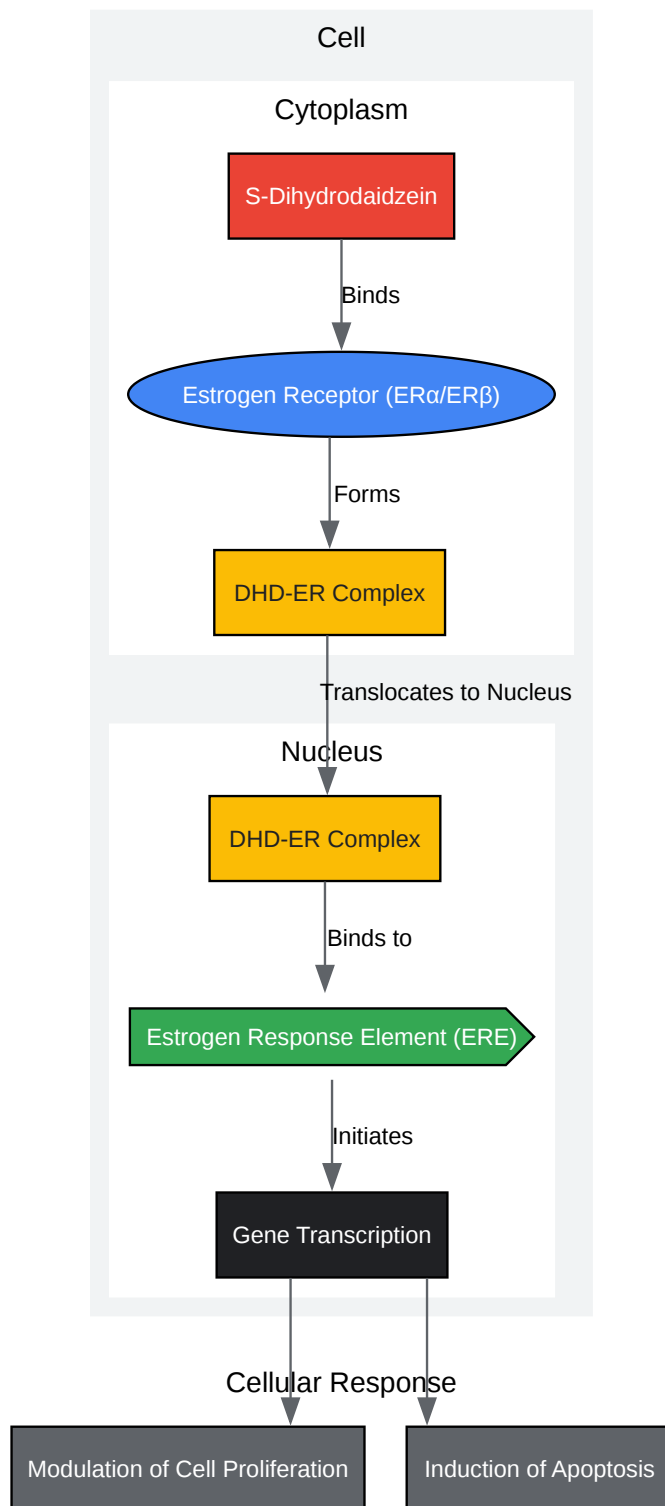 Cell
Cytoplasm
S-Dihydrodaidzein
Binds
Estrogen Receptor (ERα/ERβ)
Forms
DHD-ER Complex
Translocates to Nucleus
Nucleus
DHD-ER Complex
Binds to
Estrogen Response Element (ERE)
Initiates
Gene Transcription
Cellular Response
Modulation of Cell Proliferation
Induction of Apoptosis